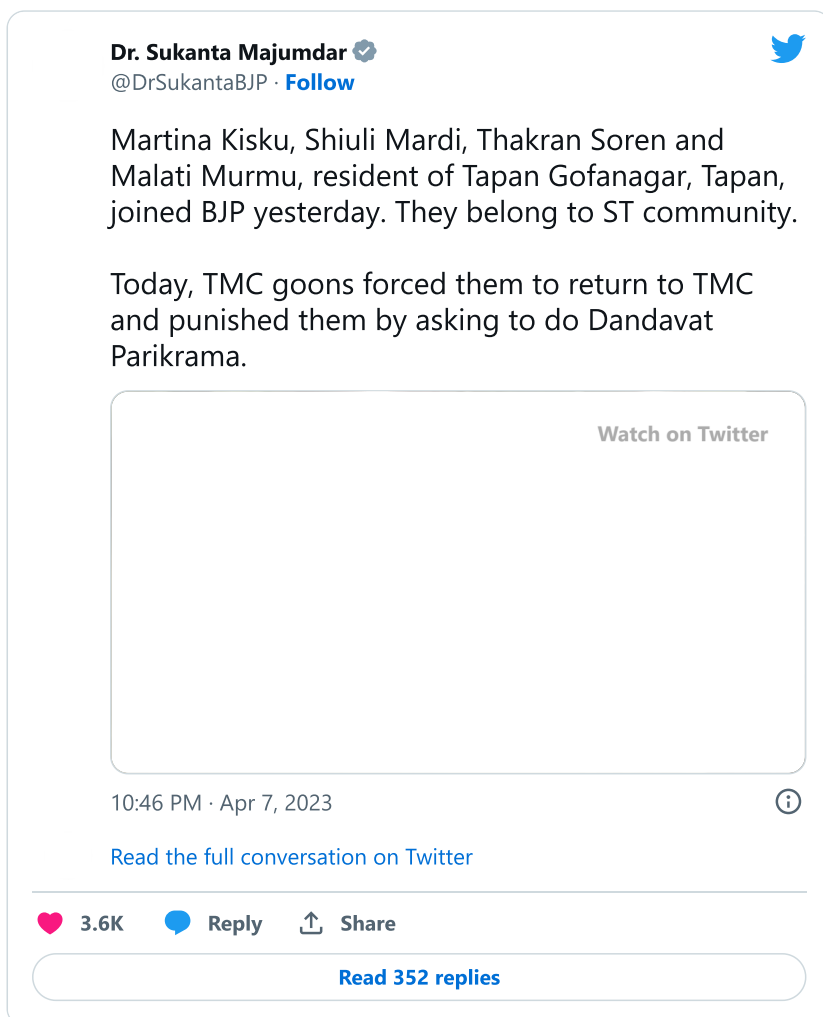 Dr. Sukanta Majumdar
@DrSukantaBJP · Follow
Martina Kisku, Shiuli Mardi, Thakran Soren and
Malati Murmu, resident of Tapan Gofanagar, Tapan,
joined BJP yesterday. They belong to ST community.
Today, TMC goons forced them to return to TMC
and punished them by asking to do Dandavat
Parikrama.
Watch on Twitter
10:46 PM · Apr 7, 2023
Read the full conversation on Twitter
3.6K Reply Share
Read 352 replies